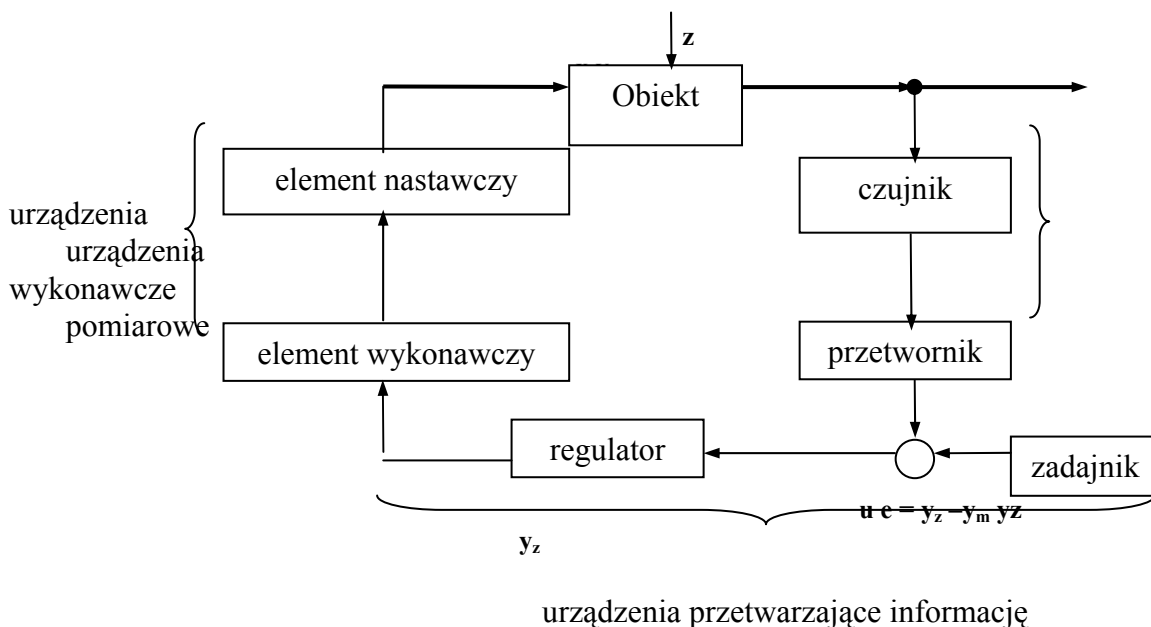 z
Obiekt
element nastawczy
czujnik
urządzenia
urządzenia
wykonawcze
pomiarowe
element wykonawczy
przetwornik
regulator
zadajnik
u e = yz –ym yz
yz
urządzenia przetwarzające informację